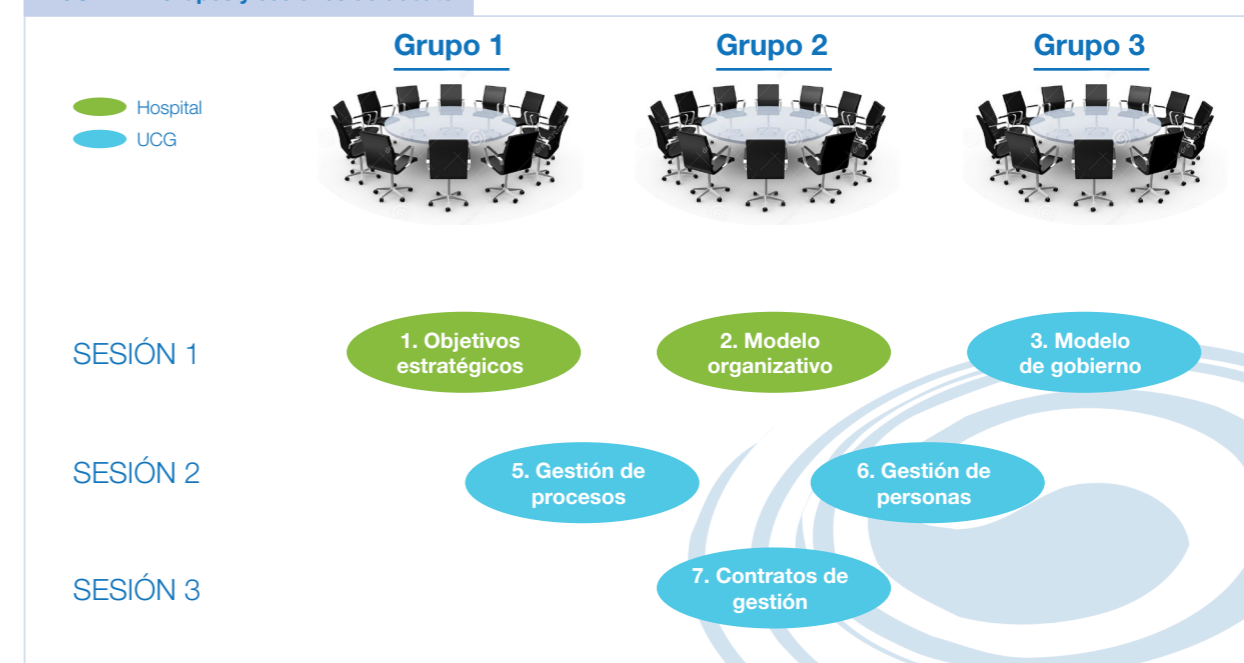 Grupo 1
Grupo 2
Grupo 3
Hospital
UCG
SESIÓN 1
1. Objetivos
estratégicos
2. Modelo
organizativo
3. Modelo
de gobierno
SESIÓN 2
5. Gestión de
procesos
6. Gestión de
personas
SESIÓN 3
7. Contratos de
gestión